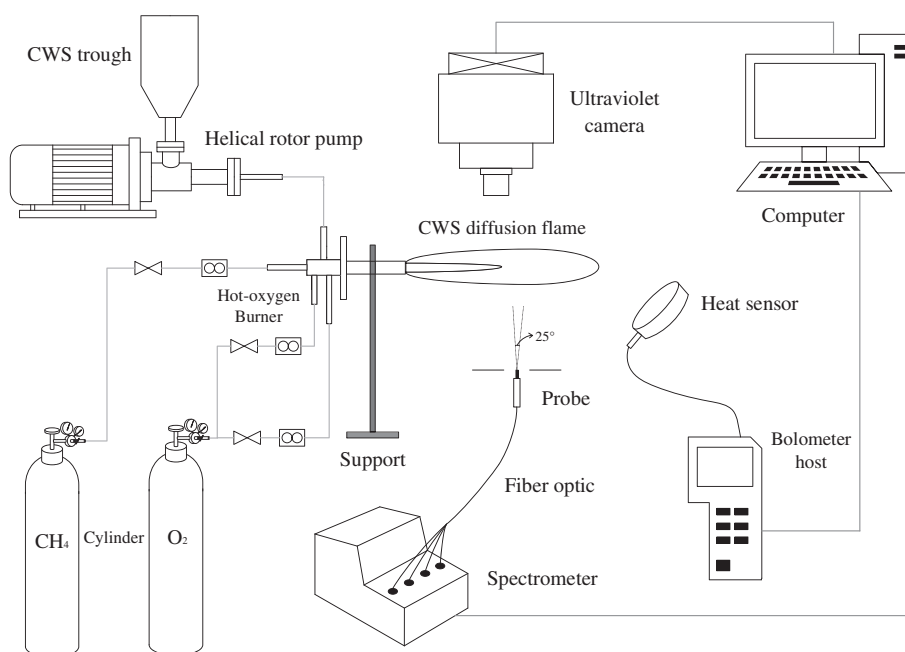 CWS trough
Helical rotor pump
Ultraviolet
camera
Computer
CWS diffusion flame
Hot-oxygen
Burner
Heat sensor
25°
Probe
Support
Bolometer
host
Fiber optic
CH₄
Cylinder
O₂
Spectrometer